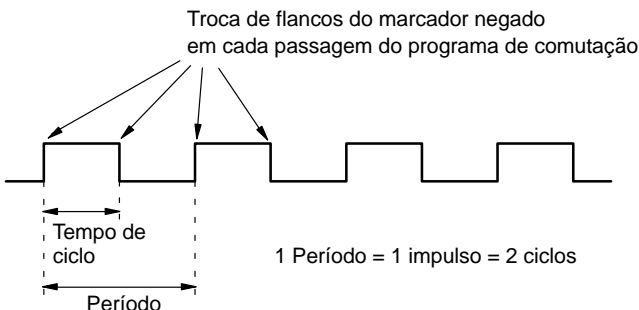 Troca de flancos do marcador negado
em cada passagem do programa de comutação
Tempo de
ciclo
1 Período = 1 impulso = 2 ciclos
Período